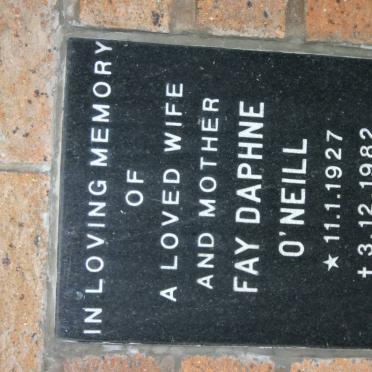 IN LOVING MEMORY
OF
A LOVED WIFE
AND MOTHER
FAY DAPHNE
O'NEILL
★ 11.1.1927
† 3.12.1982